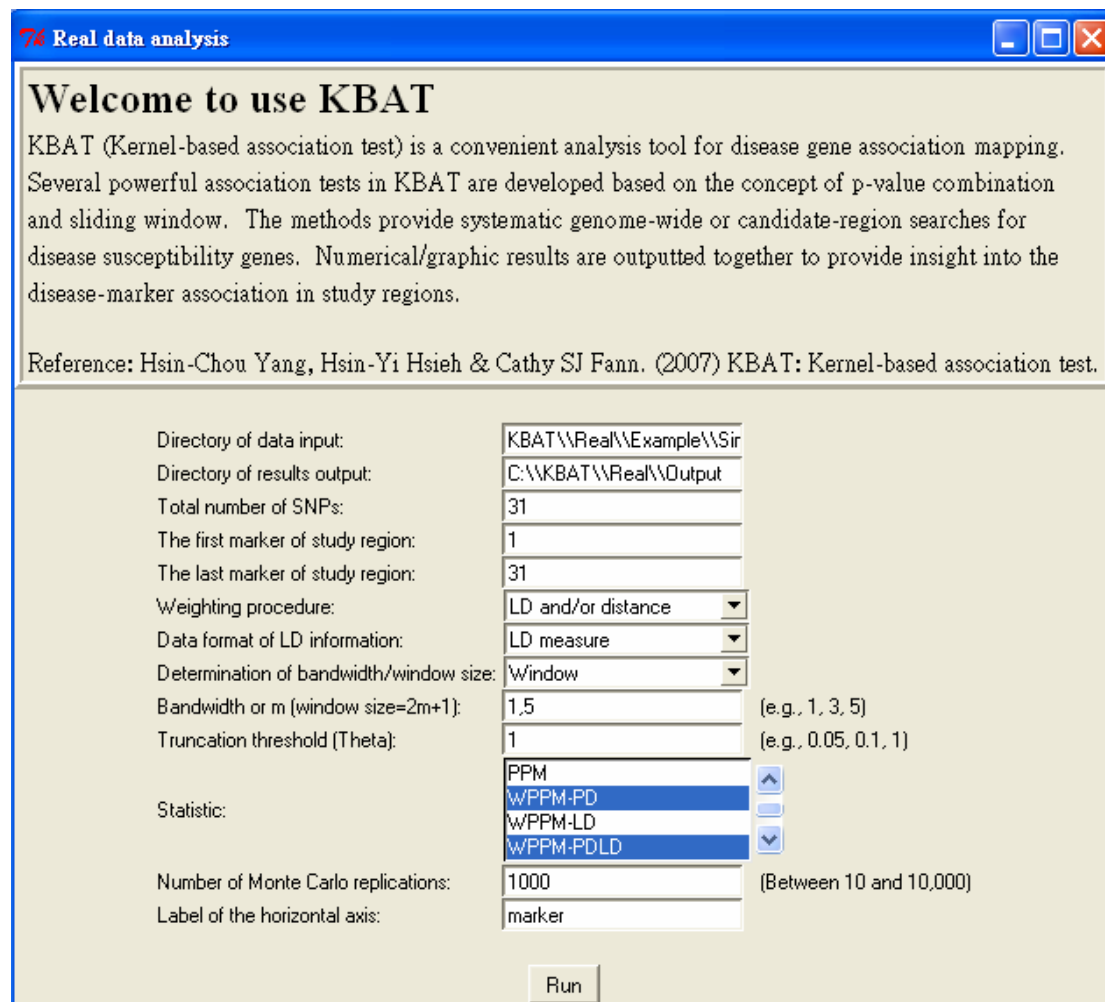 Real data analysis
Welcome to use KBAT
KBAT (Kernel-based association test) is a convenient analysis tool for disease gene association mapping.
Several powerful association tests in KBAT are developed based on the concept of p-value combination
and sliding window.  The methods provide systematic genome-wide or candidate-region searches for
disease susceptibility genes.  Numerical/graphic results are outputted together to provide insight into the
disease-marker association in study regions.
Reference: Hsin-Chou Yang, Hsin-Yi Hsieh & Cathy SJ Fann. (2007) KBAT: Kernel-based association test.
Directory of data input: KBAT\\Real\\Example\\Sir
Directory of results output: C:\\KBAT\\Real\\Output
Total number of SNPs: 31
The first marker of study region: 1
The last marker of study region: 31
Weighting procedure: LD and/or distance
Data format of LD information: LD measure
Determination of bandwidth/window size: Window
Bandwidth or m (window size=2m+1): 1,5 (e.g., 1, 3, 5)
Truncation threshold (Theta): 1 (e.g., 0.05, 0.1, 1)
PPM
WPPM-PD
Statistic:
WPPM-LD
WPPM-PDLD
Number of Monte Carlo replications: 1000 (Between 10 and 10,000)
Label of the horizontal axis: marker
Run